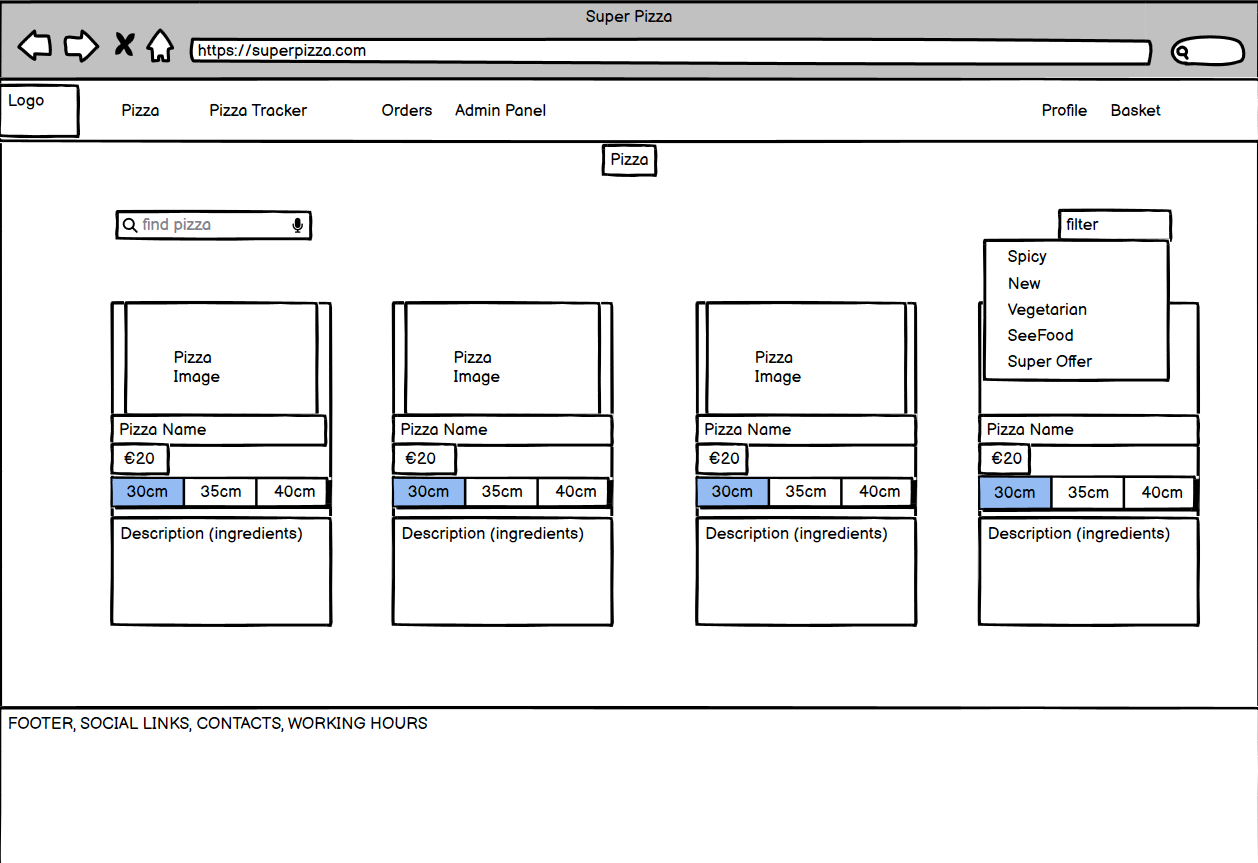 Super Pizza
https://superpizza.com
Logo
Pizza
Pizza Tracker
Orders
Admin Panel
Profile
Basket
Pizza
find pizza
filter
Spicy
New
Vegetarian
SeeFood
Super Offer
Pizza
Image
Pizza Name
€20
30cm
35cm
40cm
Description (ingredients)
Pizza
Image
Pizza Name
€20
30cm
35cm
40cm
Description (ingredients)
Pizza
Image
Pizza Name
€20
30cm
35cm
40cm
Description (ingredients)
Pizza Name
€20
30cm
35cm
40cm
Description (ingredients)
FOOTER, SOCIAL LINKS, CONTACTS, WORKING HOURS